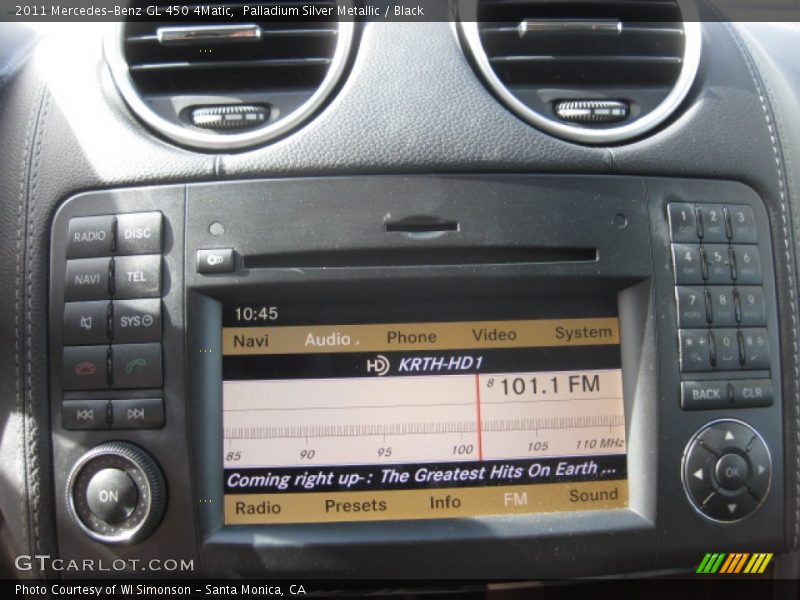 2011 Mercedes-Benz GL 450 4Matic, Palladium Silver Metallic / Black
RADIO DISC
NAVI TEL
SYS
ON
10:45
Navi Audio Phone Video System
HD KRTH-HD1
8 101.1 FM
85 90 95 100 105 110 MHz
Coming right up-: The Greatest Hits On Earth ...
Radio Presets Info FM Sound
1 2 3
4 5 6
7 8 9
* 0 #
BACK CLR
OK
GTCARLOT.COM
Photo Courtesy of WI Simonson - Santa Monica, CA